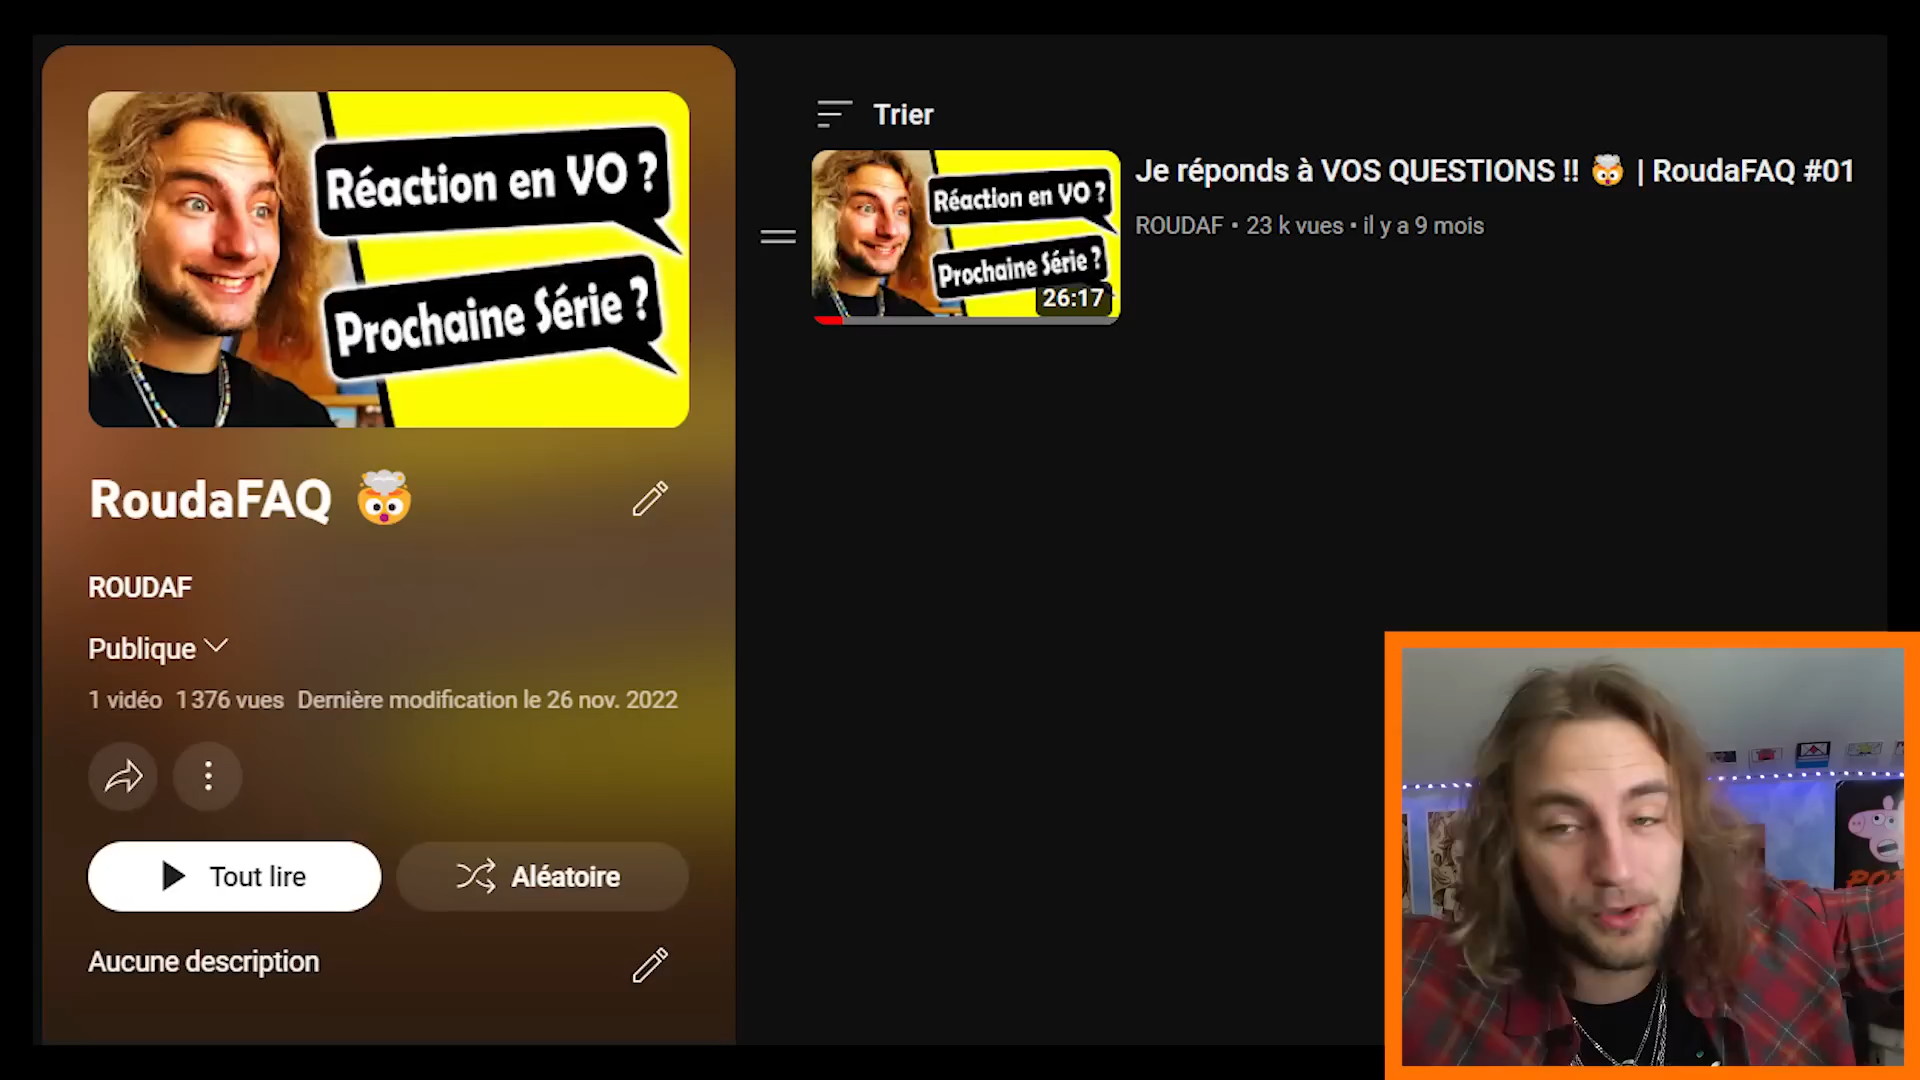 Réaction en VO ?
Prochaine Série ?
RoudaFAQ 🤯
ROUDAF
Publique
1 vidéo 1 376 vues Dernière modification le 26 nov. 2022
Tout lire
Aléatoire
Aucune description
Trier
Réaction en VO ?
Prochaine Série ?
26:17
Je réponds à VOS QUESTIONS !! 🤯 | RoudaFAQ #01
ROUDAF • 23 k vues • il y a 9 mois